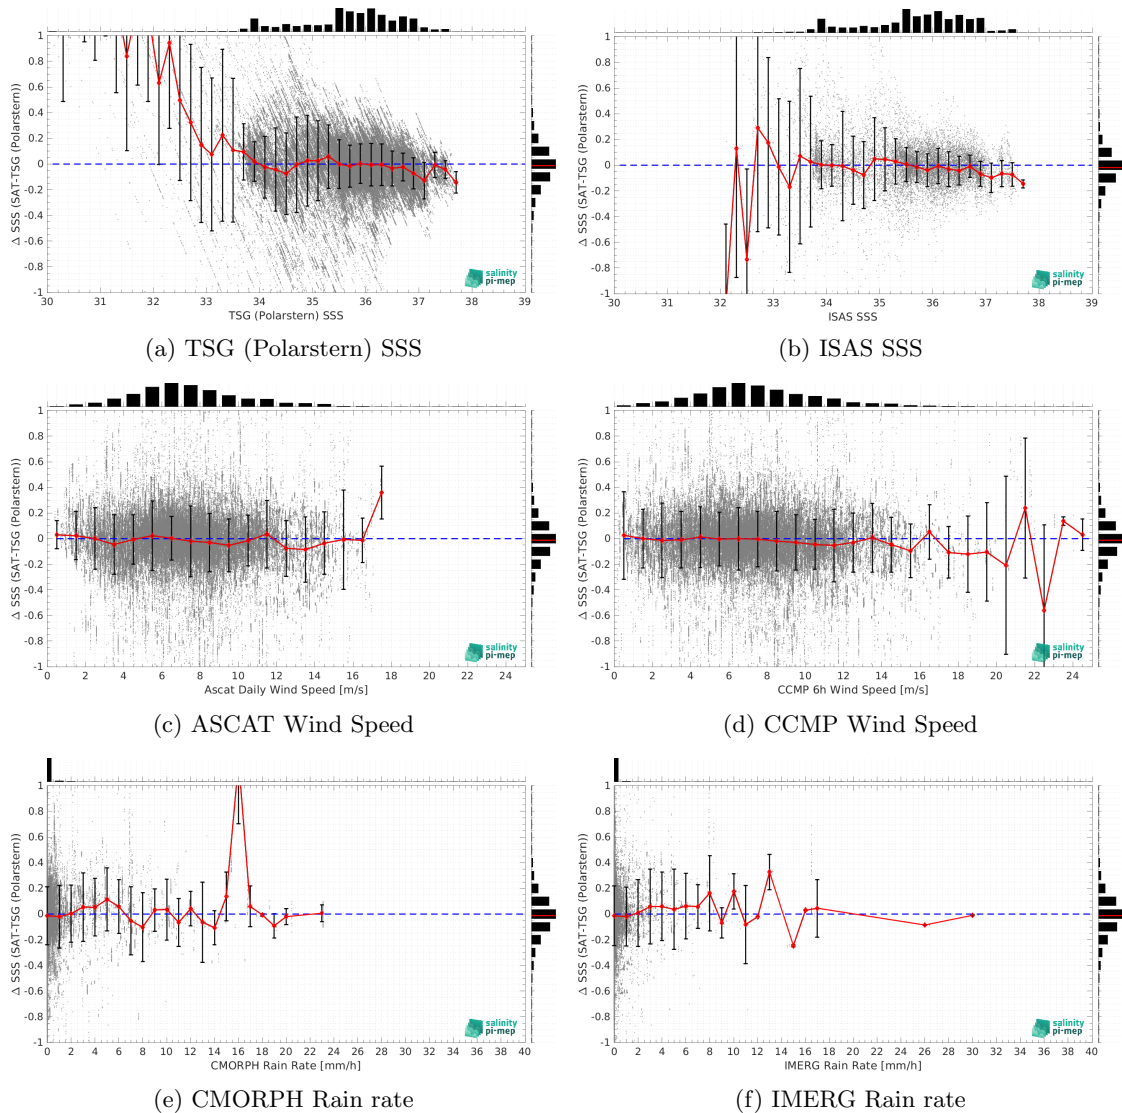 1
0.8
0.6
0.4
0.2
0
-0.2
-0.4
-0.6
-0.8
-1
Δ SSS (SAT-TSG (Polarstern))
30 31 32 33 34 35 36 37 38 39
TSG (Polarstern) SSS
salinity
pi-mep
(a) TSG (Polarstern) SSS
1
0.8
0.6
0.4
0.2
0
-0.2
-0.4
-0.6
-0.8
-1
Δ SSS (SAT-TSG (Polarstern))
30 31 32 33 34 35 36 37 38 39
ISAS SSS
salinity
pi-mep
(b) ISAS SSS
1
0.8
0.6
0.4
0.2
0
-0.2
-0.4
-0.6
-0.8
-1
Δ SSS (SAT-TSG (Polarstern))
0 2 4 6 8 10 12 14 16 18 20 22 24
Ascat Daily Wind Speed [m/s]
salinity
pi-mep
(c) ASCAT Wind Speed
1
0.8
0.6
0.4
0.2
0
-0.2
-0.4
-0.6
-0.8
-1
Δ SSS (SAT-TSG (Polarstern))
0 2 4 6 8 10 12 14 16 18 20 22 24
CCMP 6h Wind Speed [m/s]
salinity
pi-mep
(d) CCMP Wind Speed
1
0.8
0.6
0.4
0.2
0
-0.2
-0.4
-0.6
-0.8
-1
Δ SSS (SAT-TSG (Polarstern))
0 2 4 6 8 10 12 14 16 18 20 22 24 26 28 30 32 34 36 38 40
CMORPH Rain Rate [mm/h]
salinity
pi-mep
(e) CMORPH Rain rate
1
0.8
0.6
0.4
0.2
0
-0.2
-0.4
-0.6
-0.8
-1
Δ SSS (SAT-TSG (Polarstern))
0 2 4 6 8 10 12 14 16 18 20 22 24 26 28 30 32 34 36 38 40
IMERG Rain Rate [mm/h]
salinity
pi-mep
(f) IMERG Rain rate